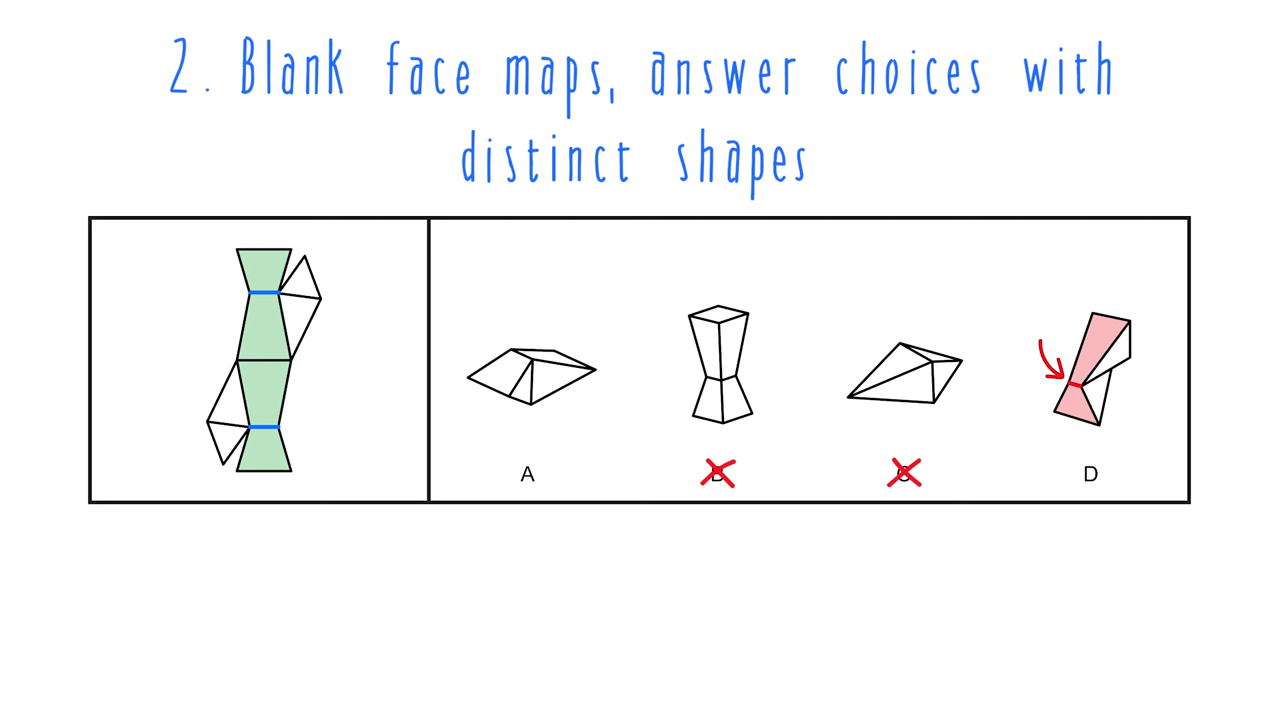 2. Blank face maps, answer choices with
distinct shapes
A B C D